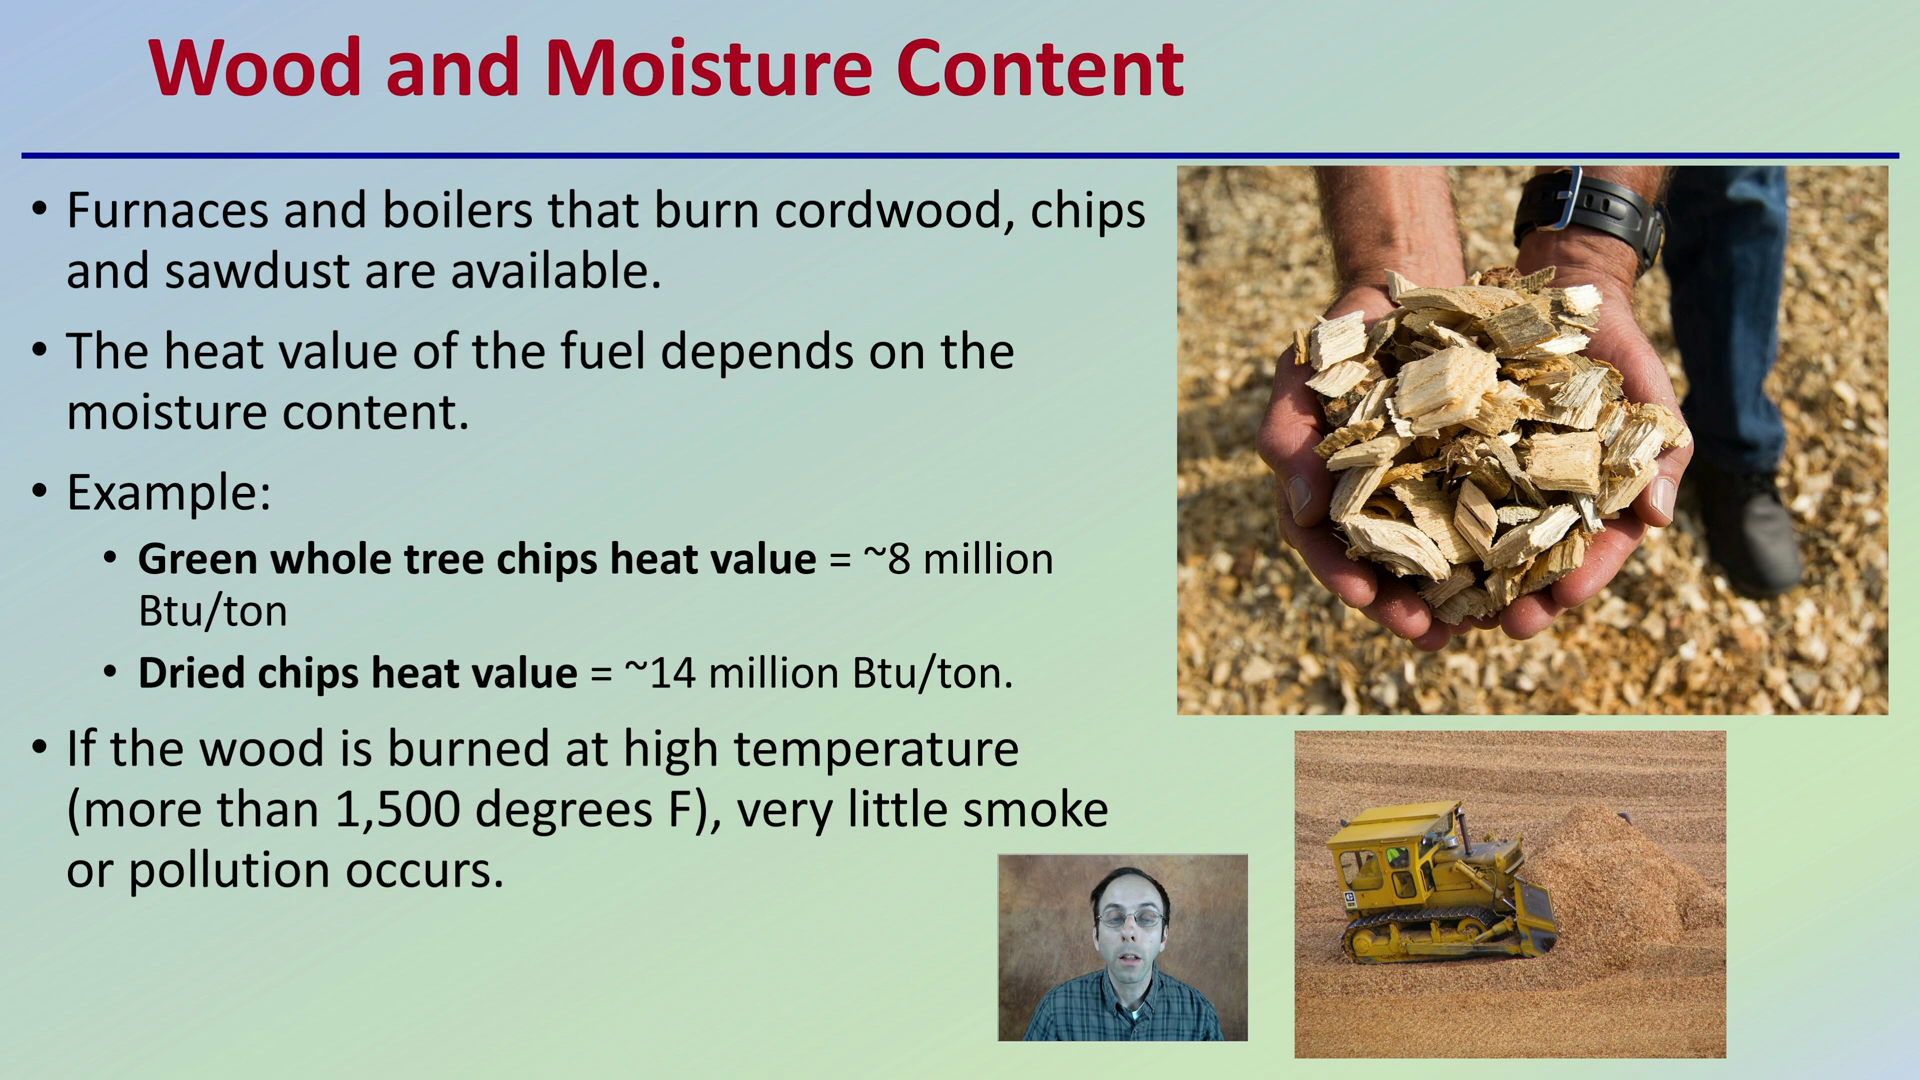 Wood and Moisture Content
• Furnaces and boilers that burn cordwood, chips
and sawdust are available.
• The heat value of the fuel depends on the
moisture content.
• Example:
• Green whole tree chips heat value = ~8 million
Btu/ton
• Dried chips heat value = ~14 million Btu/ton.
• If the wood is burned at high temperature
(more than 1,500 degrees F), very little smoke
or pollution occurs.